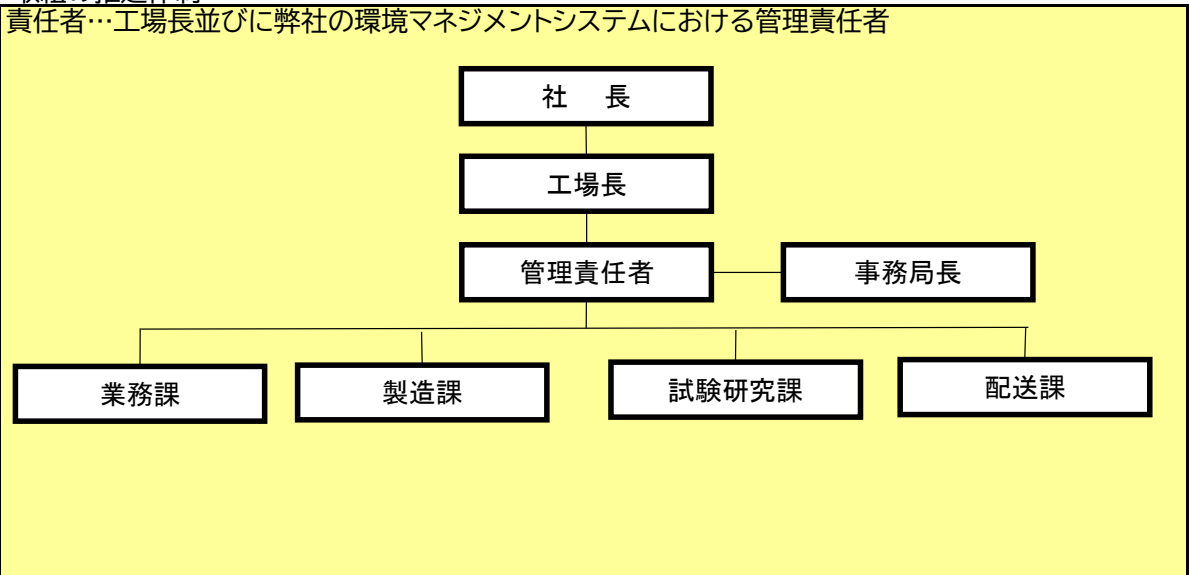 責任者…工場長並びに弊社の環境マネジメントシステムにおける管理責任者
社　長
工場長
管理責任者 事務局長
業務課 製造課 試験研究課 配送課